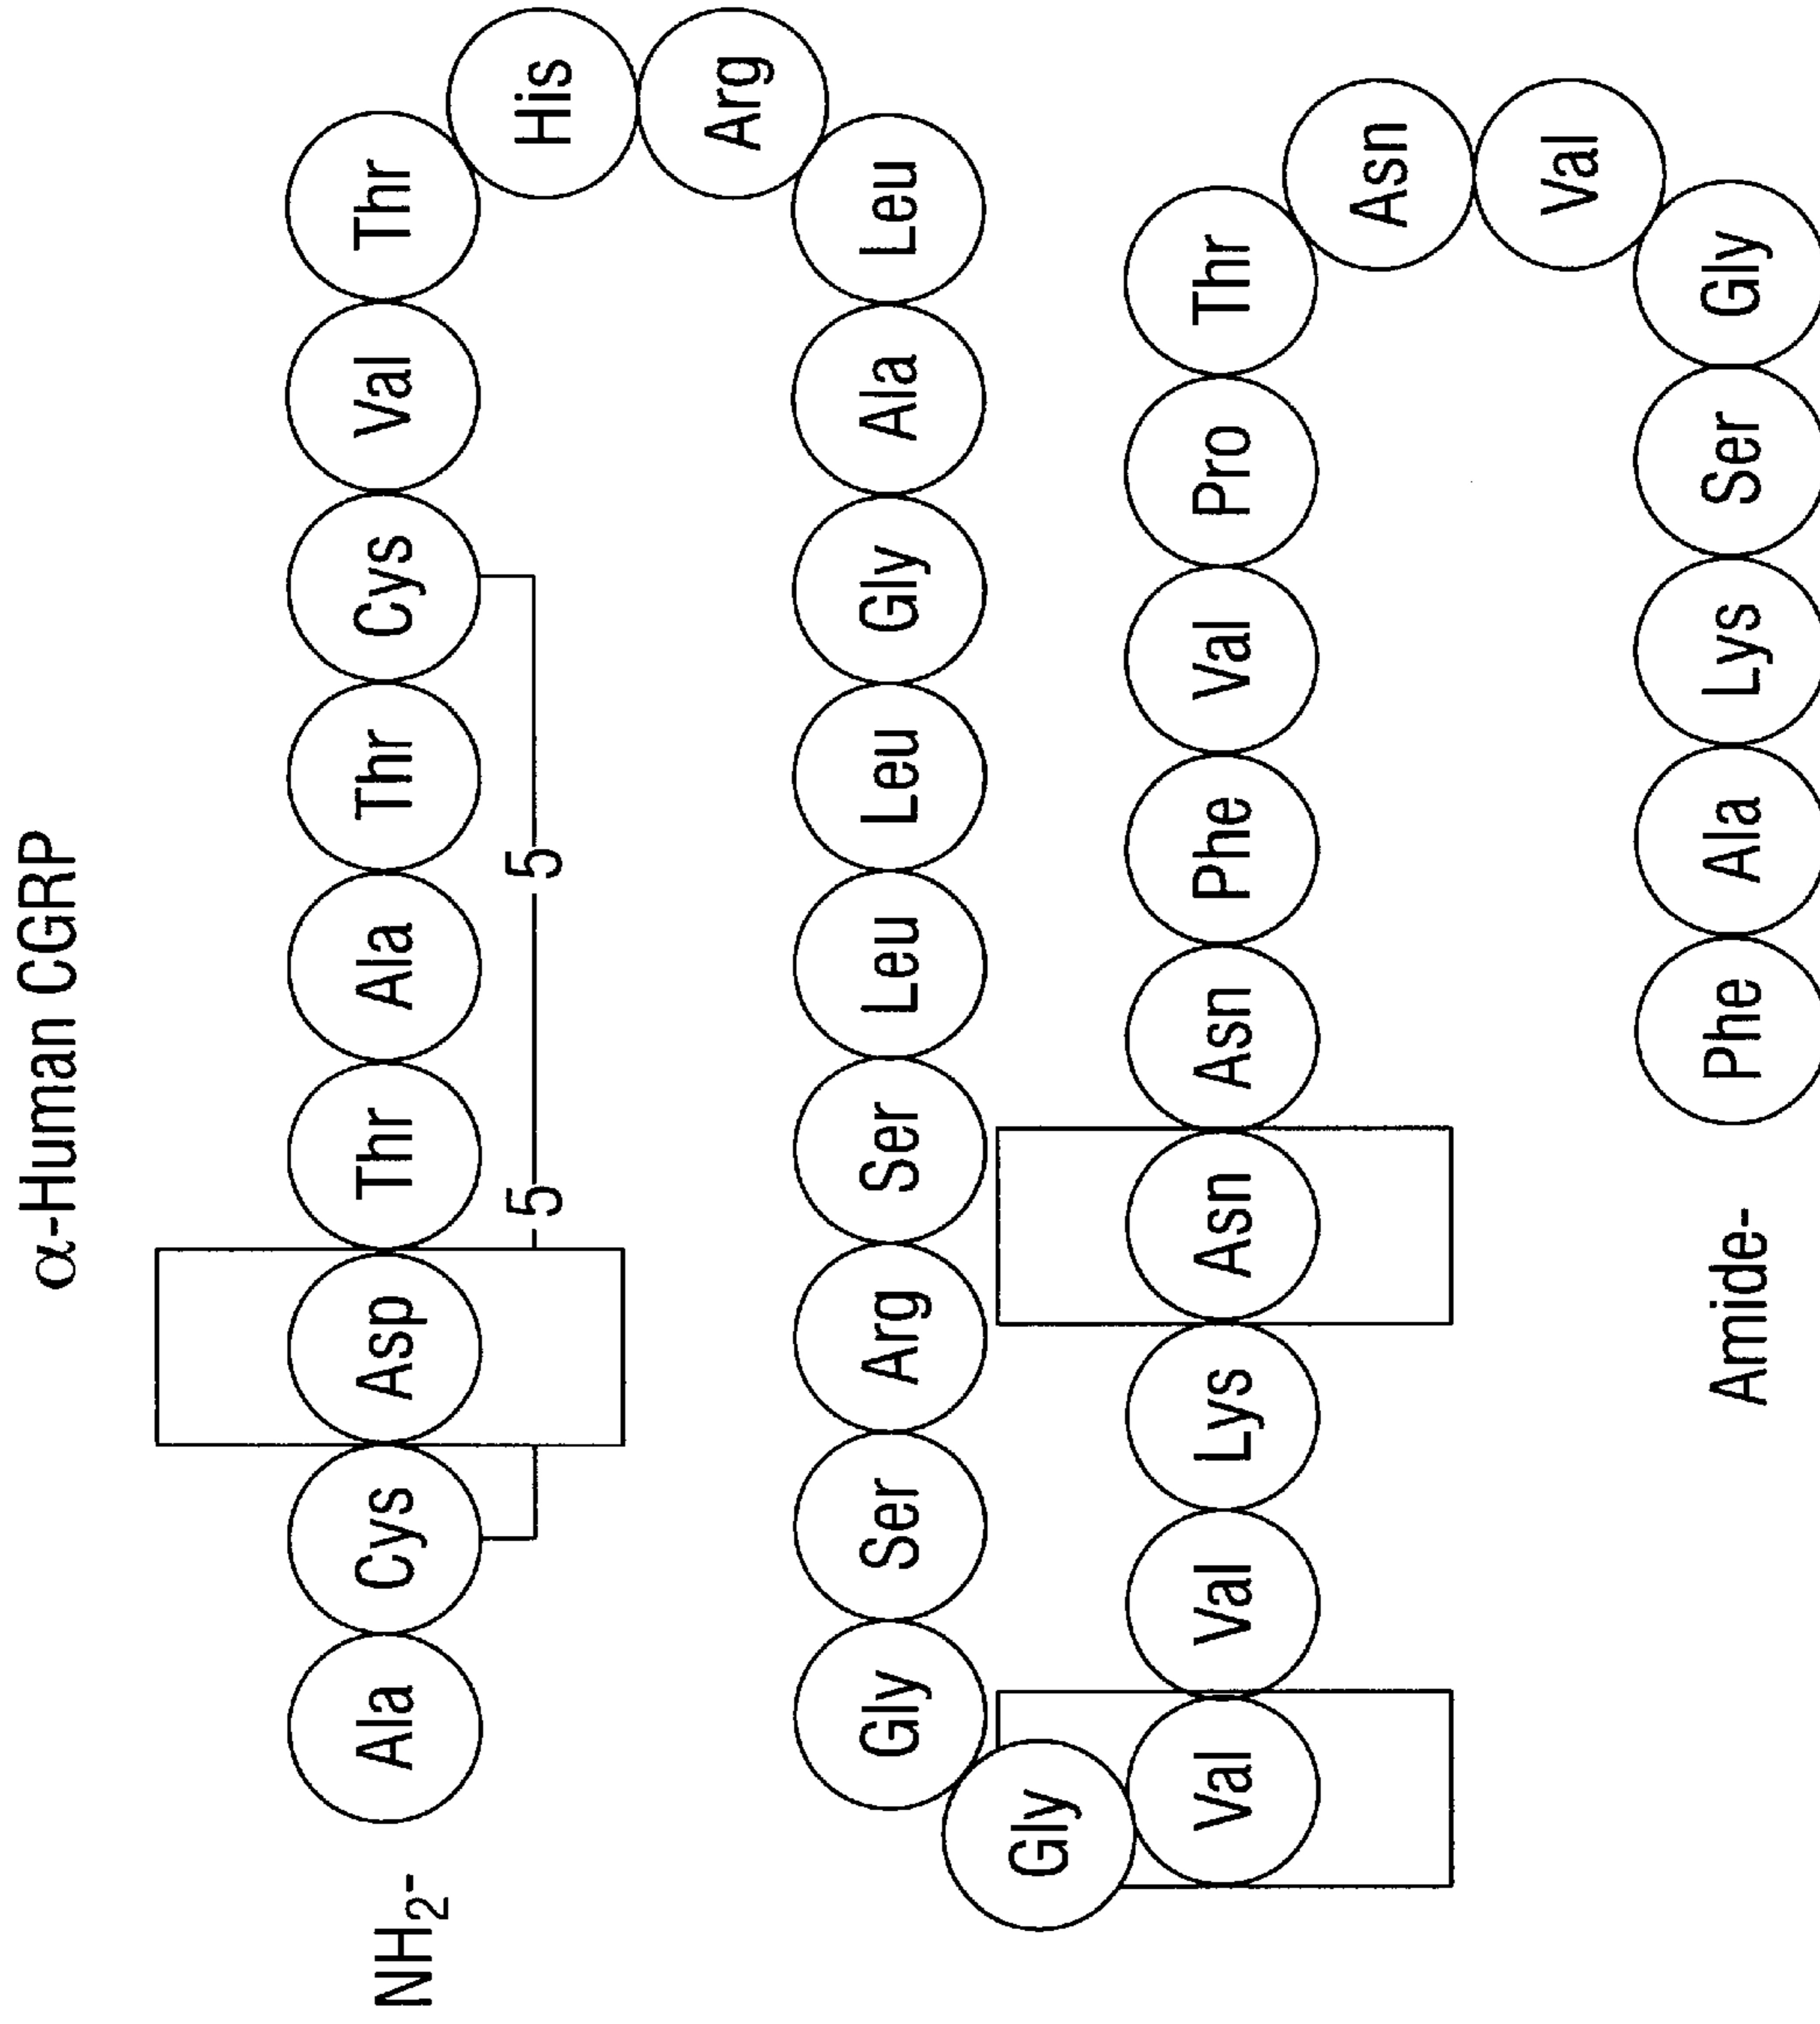 α-Human CGRP
NH2- Ala Cys Asp Thr Ala Thr Cys Val Thr
5 5
His
Arg
Gly Ser Arg Ser Leu Leu Gly Ala Leu
Gly
Val Val Lys Asn Asn Phe Val Pro Thr
Asn
Val
Amide- Phe Ala Lys Ser Gly